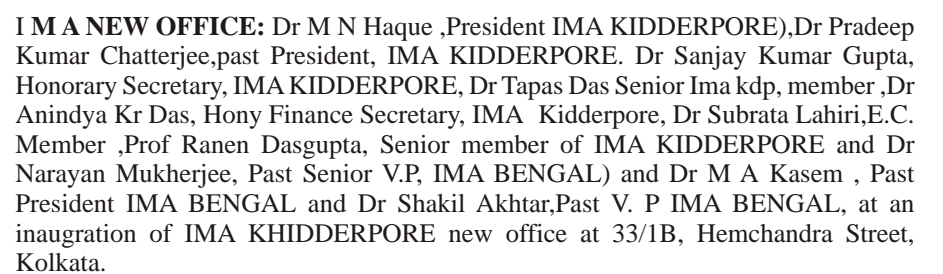 I M A NEW OFFICE: Dr M N Haque ,President IMA KIDDERPORE),Dr Pradeep
Kumar Chatterjee,past President, IMA KIDDERPORE. Dr Sanjay Kumar Gupta,
Honorary Secretary, IMA KIDDERPORE, Dr Tapas Das Senior Ima kdp, member ,Dr
Anindya Kr Das, Hony Finance Secretary, IMA Kidderpore, Dr Subrata Lahiri,E.C.
Member ,Prof Ranen Dasgupta, Senior member of IMA KIDDERPORE and Dr
Narayan Mukherjee, Past Senior V.P, IMA BENGAL) and Dr M A Kasem , Past
President IMA BENGAL and Dr Shakil Akhtar,Past V. P IMA BENGAL, at an
inaugration of IMA KHIDDERPORE new office at 33/1B, Hemchandra Street,
Kolkata.